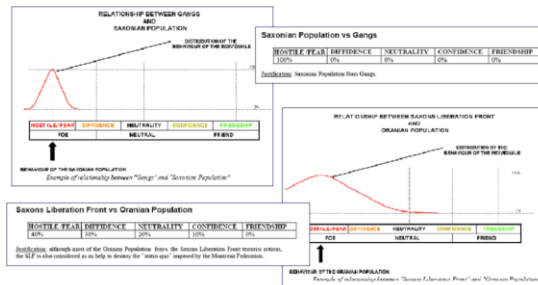 RELATIONSHIP BETWEEN GANGS
AND
SAXONIAN POPULATION
DISTRIBUTION OF THE
BEHAVIOUR OF THE INDIVIDUALS
HOSTILE/FEAR DIFFIDENCE NEUTRALITY CONFIDENCE FRIENDSHIP
FOE NEUTRAL FRIEND
BEHAVIOUR OF THE SAXONIAN POPULATION
Example of relationship between "Gangs" and "Saxonian Population"
Saxonian Population vs Gangs
HOSTILE /FEAR DIFFIDENCE NEUTRALITY CONFIDENCE FRIENDSHIP
100% 0% 0% 0% 0%
Justification: Saxonian Population fears Gangs.
RELATIONSHIP BETWEEN SAXONS LIBERATION FRONT
AND
ORANIAN POPULATION
DISTRIBUTION OF THE
BEHAVIOUR OF THE INDIVIDUALS
HOSTILE/FEAR DIFFIDENCE NEUTRALITY CONFIDENCE FRIENDSHIP
FOE NEUTRAL FRIEND
BEHAVIOUR OF THE ORANIAN POPULATION
Example of relationship between "Saxons Liberation Front" and "Oranian Population"
Saxons Liberation Front vs Oranian Population
HOSTILE /FEAR DIFFIDENCE NEUTRALITY CONFIDENCE FRIENDSHIP
40% 30% 20% 10% 0%
Justification: although most of the Oranian Population fears the Saxons Liberation Front terrorist actions,
the SLF is also considered as an help to destroy the "status quo" imposed by the Federation.